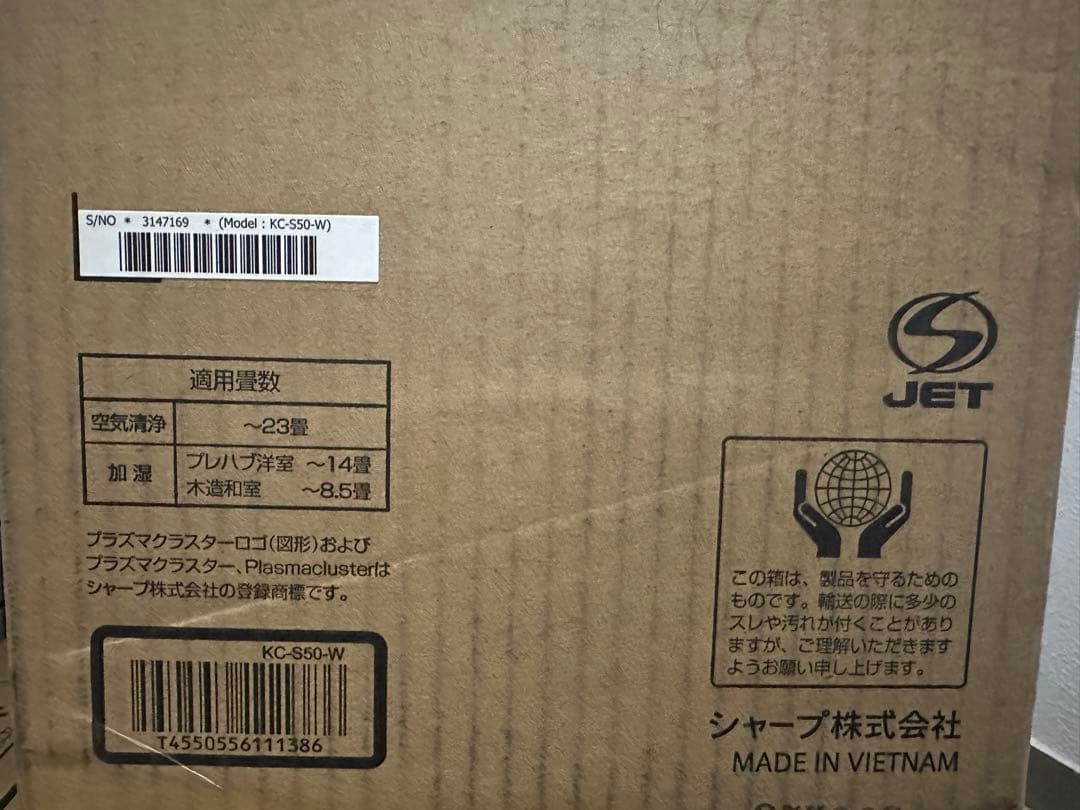 S/NO * 3147169 * (Model : KC-S50-W)
適用畳数
空気清浄 ～23畳
加湿 プレハブ洋室 ～14畳
木造和室 ～8.5畳
プラズマクラスターロゴ(図形)および
プラズマクラスター、Plasmaclusterは
シャープ株式会社の登録商標です。
KC-S50-W
T4550556111386
S
JET
この箱は、製品を守るための
ものです。輸送の際に多少の
スレや汚れが付くことがあり
ますが、ご理解いただきます
ようお願い申し上げます。
シャープ株式会社
MADE IN VIETNAM